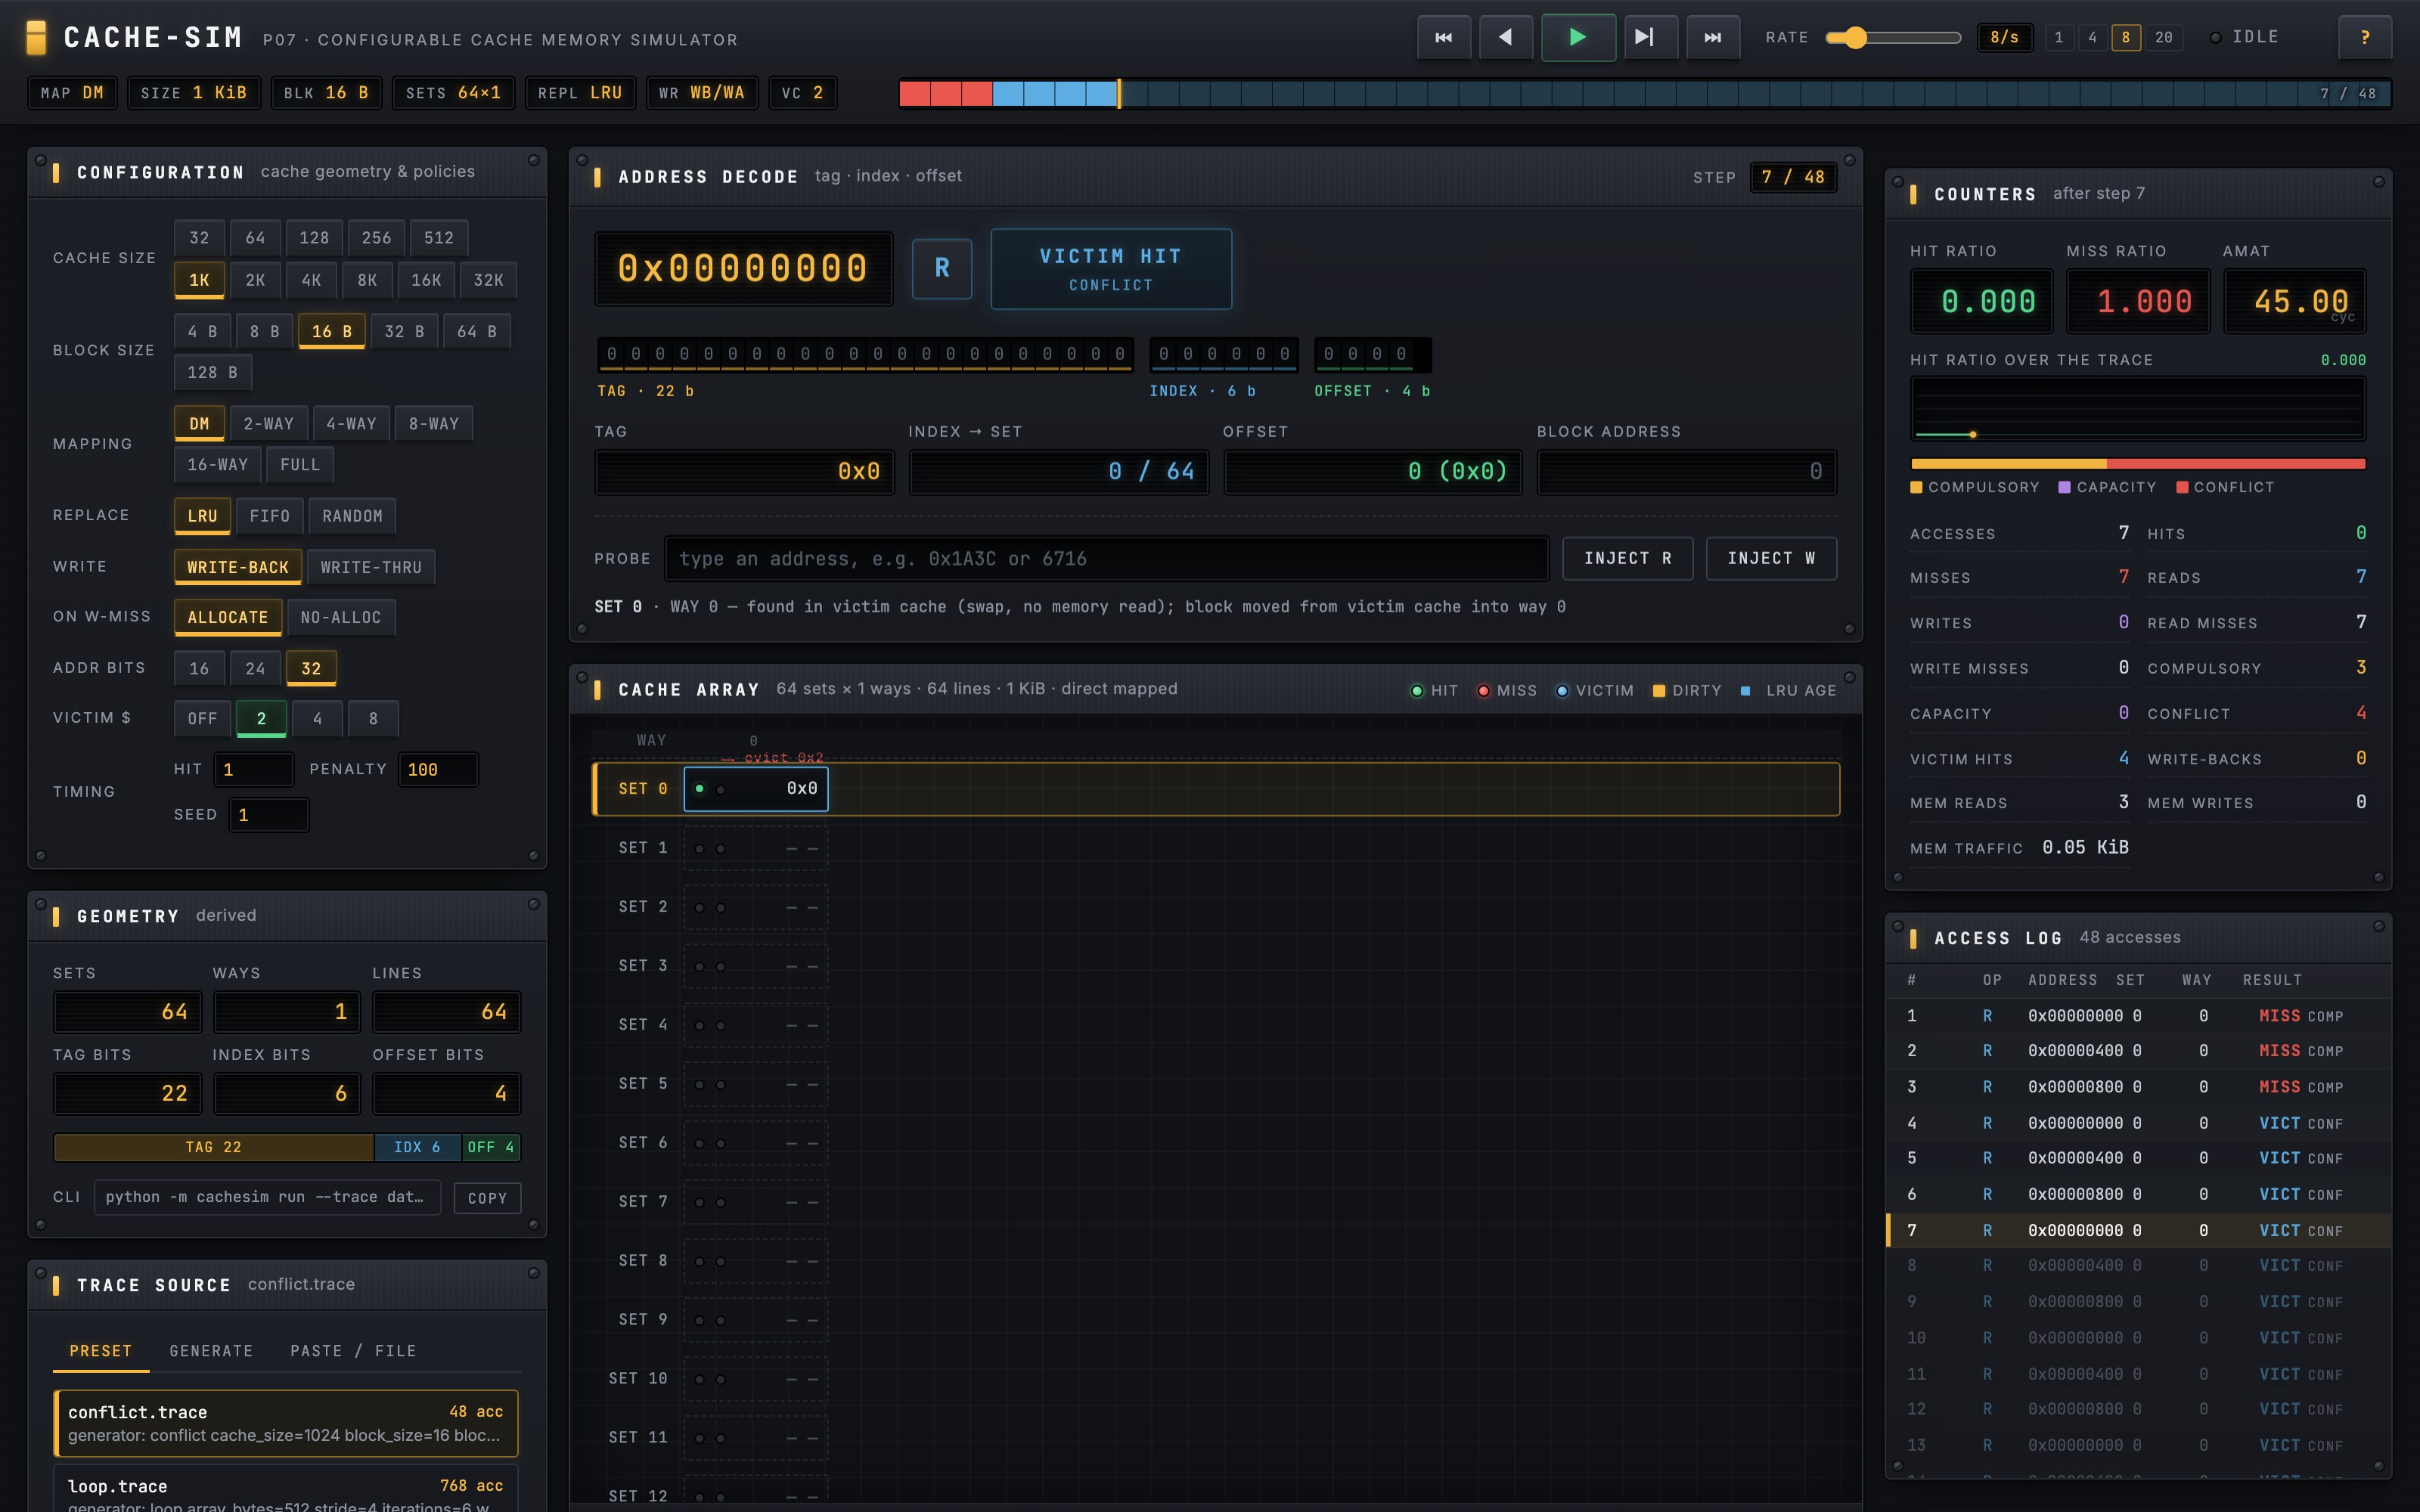 CACHE-SIM P07 · CONFIGURABLE CACHE MEMORY SIMULATOR
RATE 8/s 1 4 8 20 IDLE ?
MAP DM SIZE 1 KiB BLK 16 B SETS 64×1 REPL LRU WR WB/WA VC 2 7 / 48
CONFIGURATION cache geometry & policies
CACHE SIZE 32 64 128 256 512
1K 2K 4K 8K 16K 32K
BLOCK SIZE 4 B 8 B 16 B 32 B 64 B
128 B
MAPPING DM 2-WAY 4-WAY 8-WAY
16-WAY FULL
REPLACE LRU FIFO RANDOM
WRITE WRITE-BACK WRITE-THRU
ON W-MISS ALLOCATE NO-ALLOC
ADDR BITS 16 24 32
VICTIM $ OFF 2 4 8
TIMING HIT 1 PENALTY 100
SEED 1
GEOMETRY derived
SETS WAYS LINES
64 1 64
TAG BITS INDEX BITS OFFSET BITS
22 6 4
TAG 22 IDX 6 OFF 4
CLI python -m cachesim run --trace dat… COPY
TRACE SOURCE conflict.trace
PRESET GENERATE PASTE / FILE
conflict.trace 48 acc
generator: conflict cache_size=1024 block_size=16 bloc...
loop.trace 768 acc
generator: loop array_bytes=512 stride=4 iterations=6 w...
ADDRESS DECODE tag · index · offset STEP 7 / 48
0x00000000 R VICTIM HIT
CONFLICT
0 0 0 0 0 0 0 0 0 0 0 0 0 0 0 0 0 0 0 0 0 0 0 0 0 0 0 0 0 0 0 0
TAG · 22 b INDEX · 6 b OFFSET · 4 b
TAG INDEX → SET OFFSET BLOCK ADDRESS
0x0 0 / 64 0 (0x0) 0
PROBE type an address, e.g. 0x1A3C or 6716 INJECT R INJECT W
SET 0 · WAY 0 — found in victim cache (swap, no memory read); block moved from victim cache into way 0
CACHE ARRAY 64 sets × 1 ways · 64 lines · 1 KiB · direct mapped HIT MISS VICTIM DIRTY LRU AGE
WAY 0
→ evict 0x2
SET 0 0x0
SET 1 — —
SET 2 — —
SET 3 — —
SET 4 — —
SET 5 — —
SET 6 — —
SET 7 — —
SET 8 — —
SET 9 — —
SET 10 — —
SET 11 — —
SET 12 — —
COUNTERS after step 7
HIT RATIO MISS RATIO AMAT
0.000 1.000 45.00 cyc
HIT RATIO OVER THE TRACE 0.000
COMPULSORY CAPACITY CONFLICT
ACCESSES 7 HITS 0
MISSES 7 READS 7
WRITES 0 READ MISSES 7
WRITE MISSES 0 COMPULSORY 3
CAPACITY 0 CONFLICT 4
VICTIM HITS 4 WRITE-BACKS 0
MEM READS 3 MEM WRITES 0
MEM TRAFFIC 0.05 KiB
ACCESS LOG 48 accesses
# OP ADDRESS SET WAY RESULT
1 R 0x00000000 0 0 MISS COMP
2 R 0x00000400 0 0 MISS COMP
3 R 0x00000800 0 0 MISS COMP
4 R 0x00000000 0 0 VICT CONF
5 R 0x00000400 0 0 VICT CONF
6 R 0x00000800 0 0 VICT CONF
7 R 0x00000000 0 0 VICT CONF
8 R 0x00000400 0 0 VICT CONF
9 R 0x00000800 0 0 VICT CONF
10 R 0x00000000 0 0 VICT CONF
11 R 0x00000400 0 0 VICT CONF
12 R 0x00000800 0 0 VICT CONF
13 R 0x00000000 0 0 VICT CONF